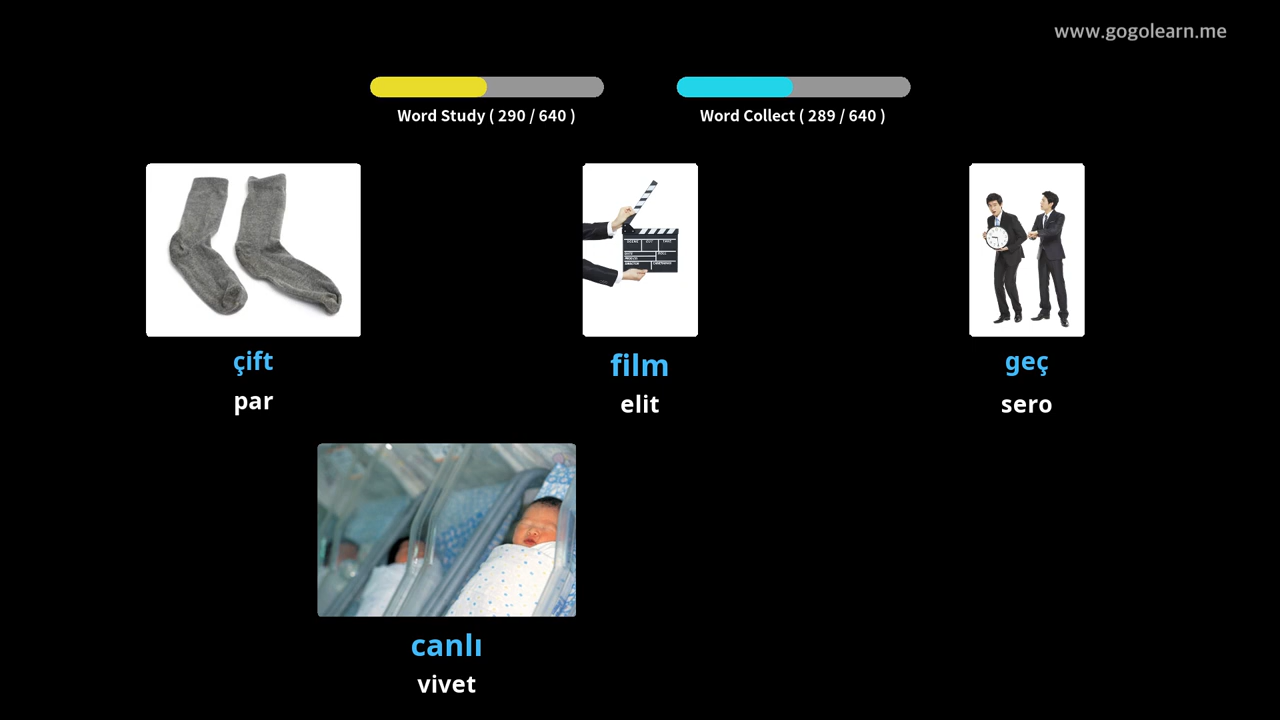 www.gogolearn.me
Word Study ( 290 / 640 )
Word Collect ( 289 / 640 )
çift
par
film
elit
geç
sero
canlı
vivet